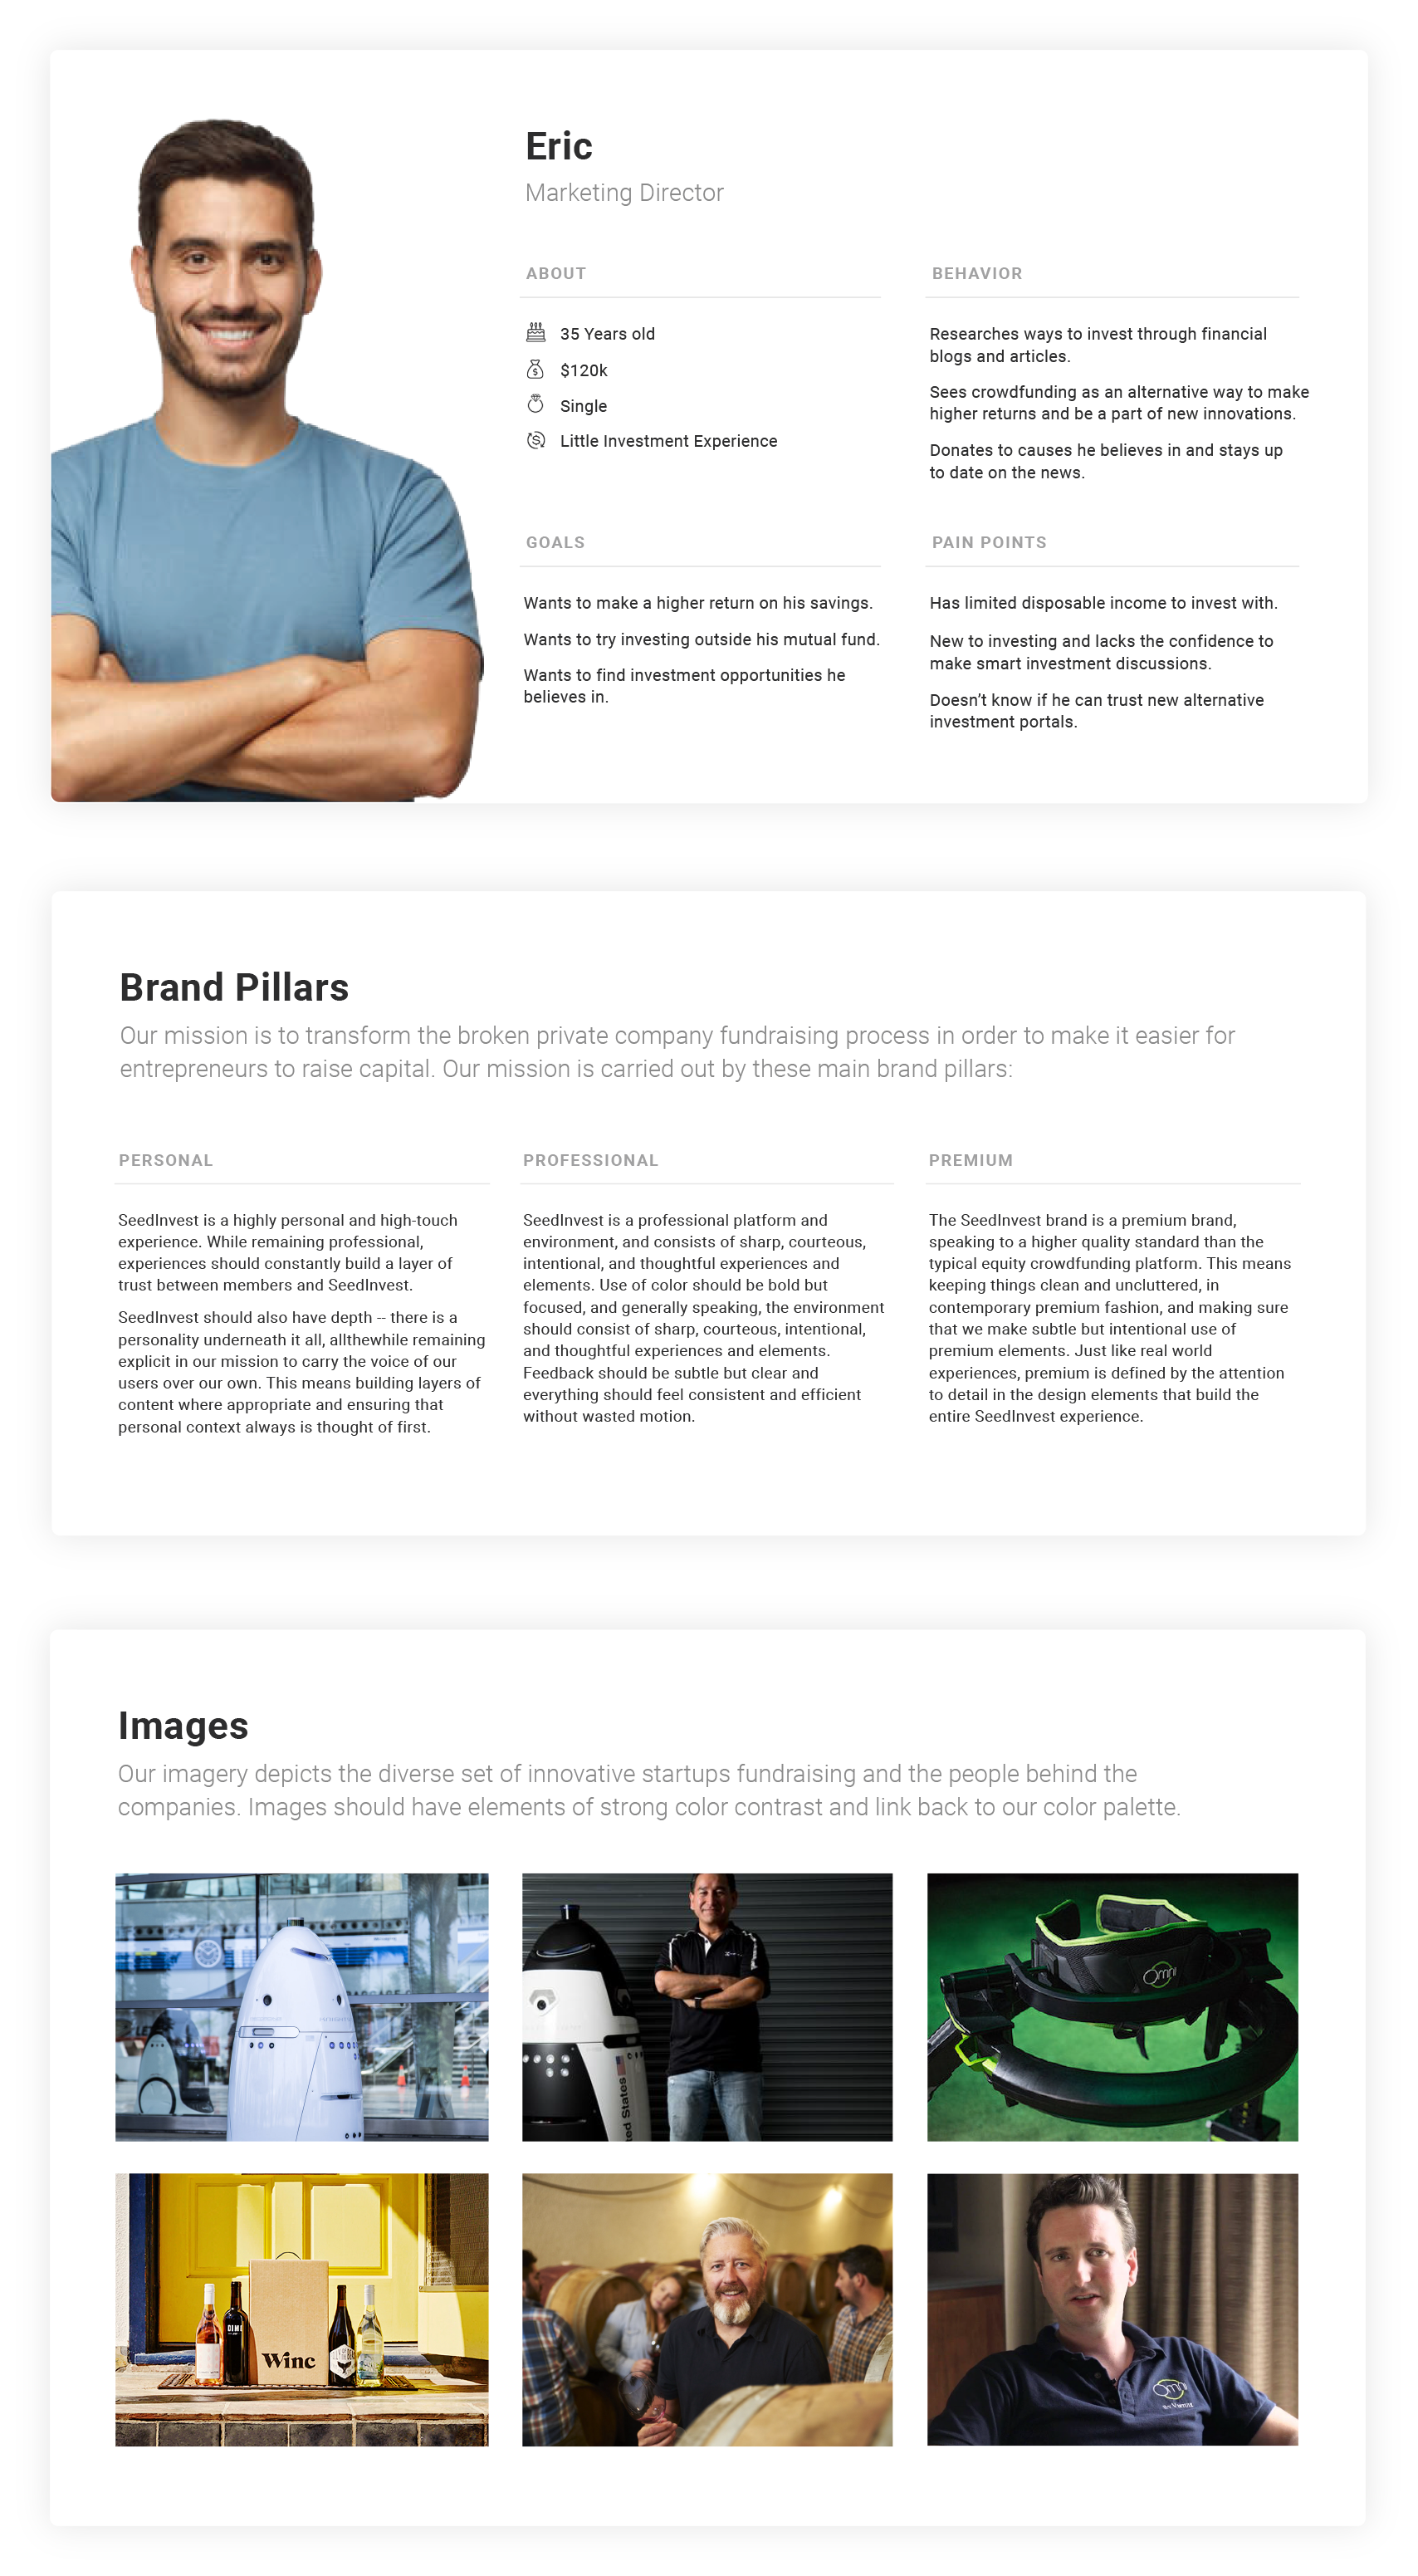 Eric
Marketing Director
ABOUT
35 Years old
$120k
Single
Little Investment Experience
BEHAVIOR
Researches ways to invest through financial
blogs and articles.
Sees crowdfunding as an alternative way to make
higher returns and be a part of new innovations.
Donates to causes he believes in and stays up
to date on the news.
GOALS
Wants to make a higher return on his savings.
Wants to try investing outside his mutual fund.
Wants to find investment opportunities he
believes in.
PAIN POINTS
Has limited disposable income to invest with.
New to investing and lacks the confidence to
make smart investment discussions.
Doesn’t know if he can trust new alternative
investment portals.
Brand Pillars
Our mission is to transform the broken private company fundraising process in order to make it easier for
entrepreneurs to raise capital. Our mission is carried out by these main brand pillars:
PERSONAL
SeedInvest is a highly personal and high-touch
experience. While remaining professional,
experiences should constantly build a layer of
trust between members and SeedInvest.
SeedInvest should also have depth -- there is a
personality underneath it all, allthewhile remaining
explicit in our mission to carry the voice of our
users over our own. This means building layers of
content where appropriate and ensuring that
personal context always is thought of first.
PROFESSIONAL
SeedInvest is a professional platform and
environment, and consists of sharp, courteous,
intentional, and thoughtful experiences and
elements. Use of color should be bold but
focused, and generally speaking, the environment
should consist of sharp, courteous, intentional,
and thoughtful experiences and elements.
Feedback should be subtle but clear and
everything should feel consistent and efficient
without wasted motion.
PREMIUM
The SeedInvest brand is a premium brand,
speaking to a higher quality standard than the
typical equity crowdfunding platform. This means
keeping things clean and uncluttered, in
contemporary premium fashion, and making sure
that we make subtle but intentional use of
premium elements. Just like real world
experiences, premium is defined by the attention
to detail in the design elements that build the
entire SeedInvest experience.
Images
Our imagery depicts the diverse set of innovative startups fundraising and the people behind the
companies. Images should have elements of strong color contrast and link back to our color palette.
ted States
Omni
Winc
Omni